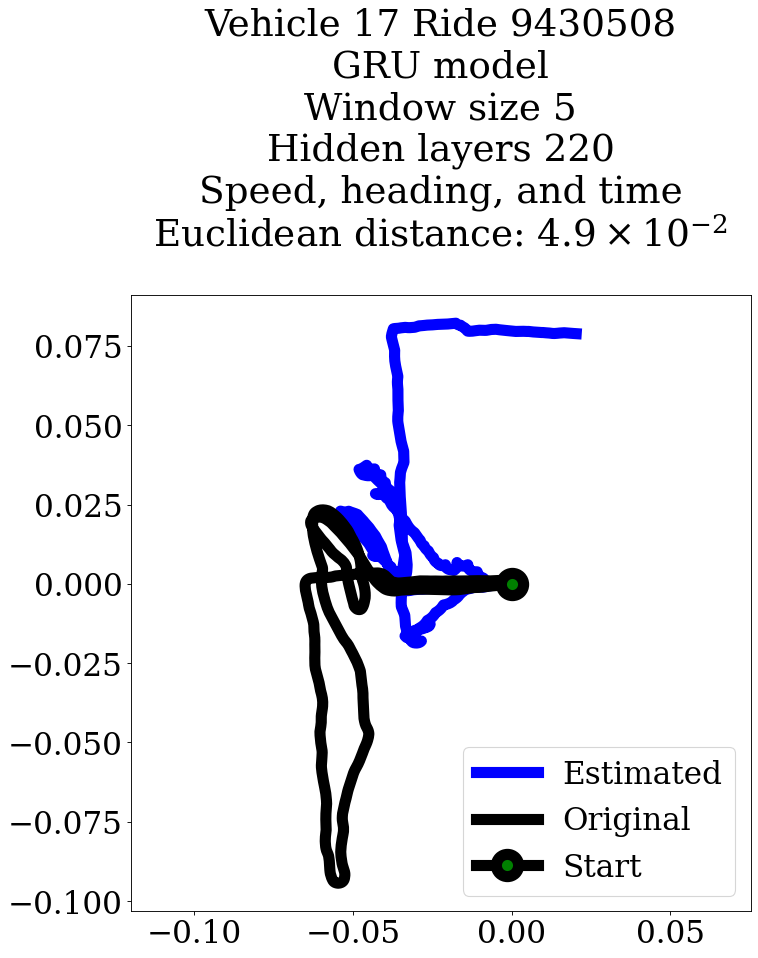 Vehicle 17 Ride 9430508
GRU model
Window size 5
Hidden layers 220
Speed, heading, and time
Euclidean distance: 4.9 × 10⁻²
0.075
0.050
0.025
0.000
−0.025
−0.050
−0.075
−0.100
Estimated
Original
Start
−0.10 −0.05 0.00 0.05